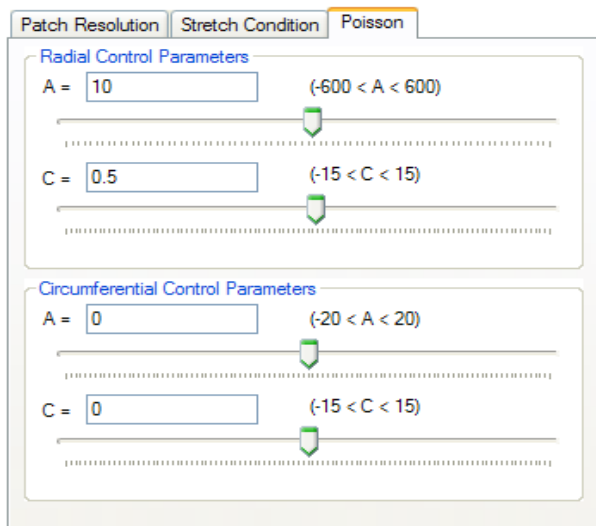 Patch Resolution Stretch Condition Poisson
Radial Control Parameters
A = 10 (-600 < A < 600)
C = 0.5 (-15 < C < 15)
Circumferential Control Parameters
A = 0 (-20 < A < 20)
C = 0 (-15 < C < 15)